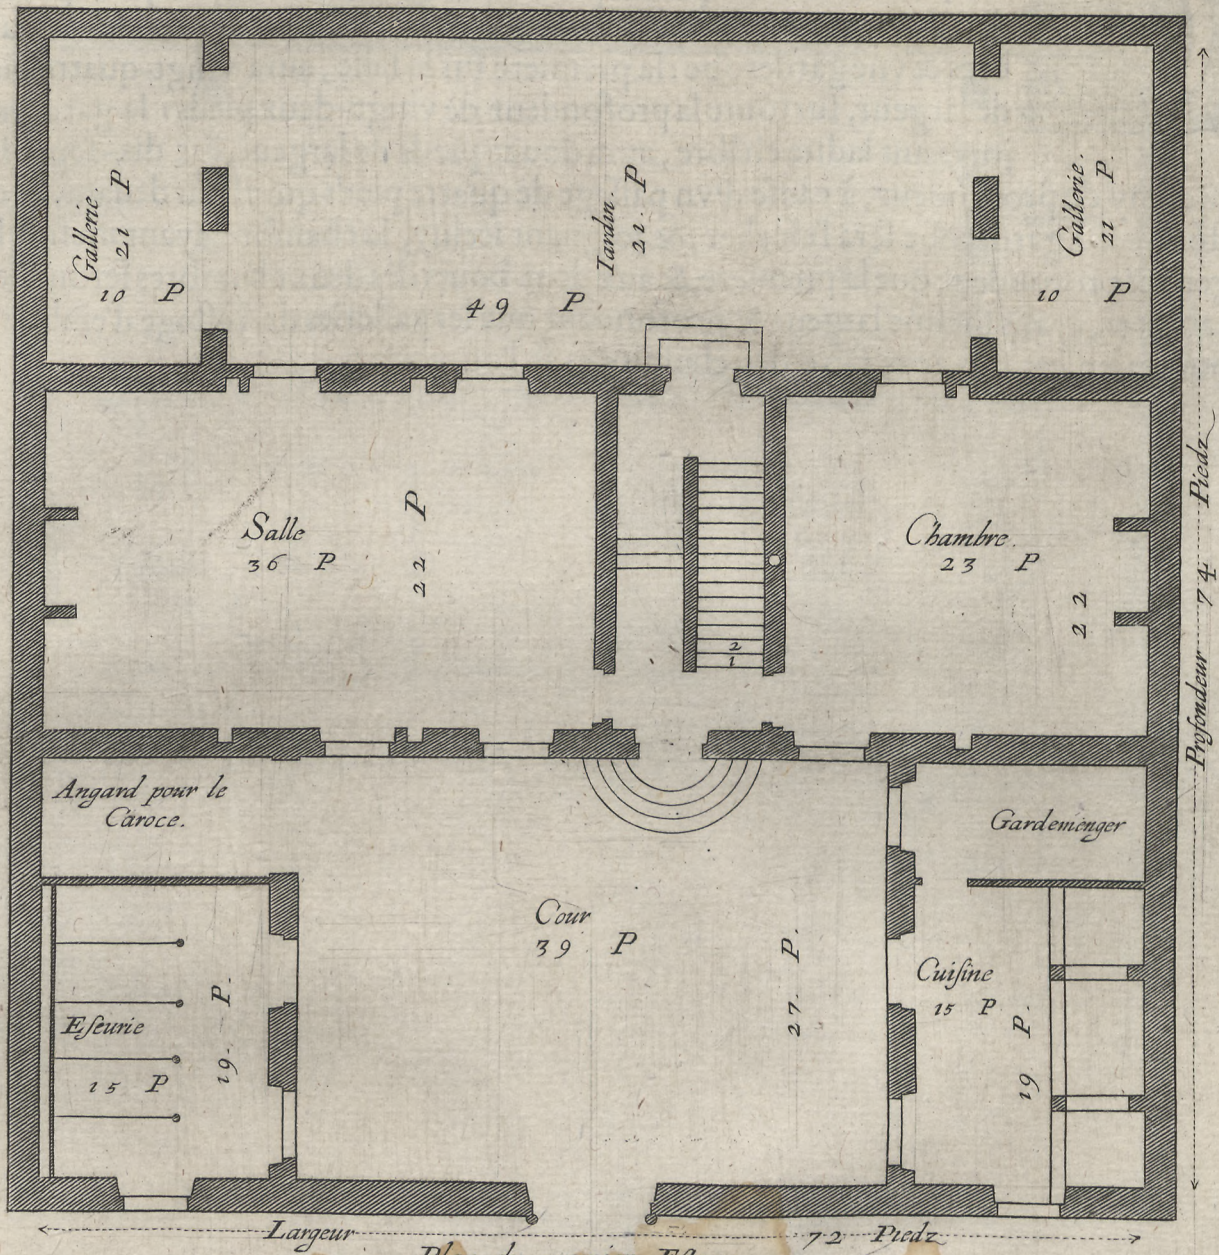 Gallerie.
21 P
10 P
Iardin.
21. P
49 P
Gallerie.
21 P.
10 P
Salle
36 P
22 P
Chambre.
23 P
22
2
1
Profondeur 74 Piedz
Angard pour le
Caroce.
Gardemenger
Cour
39 P
27. P.
Eſcurie
15 P
19. P.
Cuiſine
15 P
19 P.
Largeur 72 Piedz